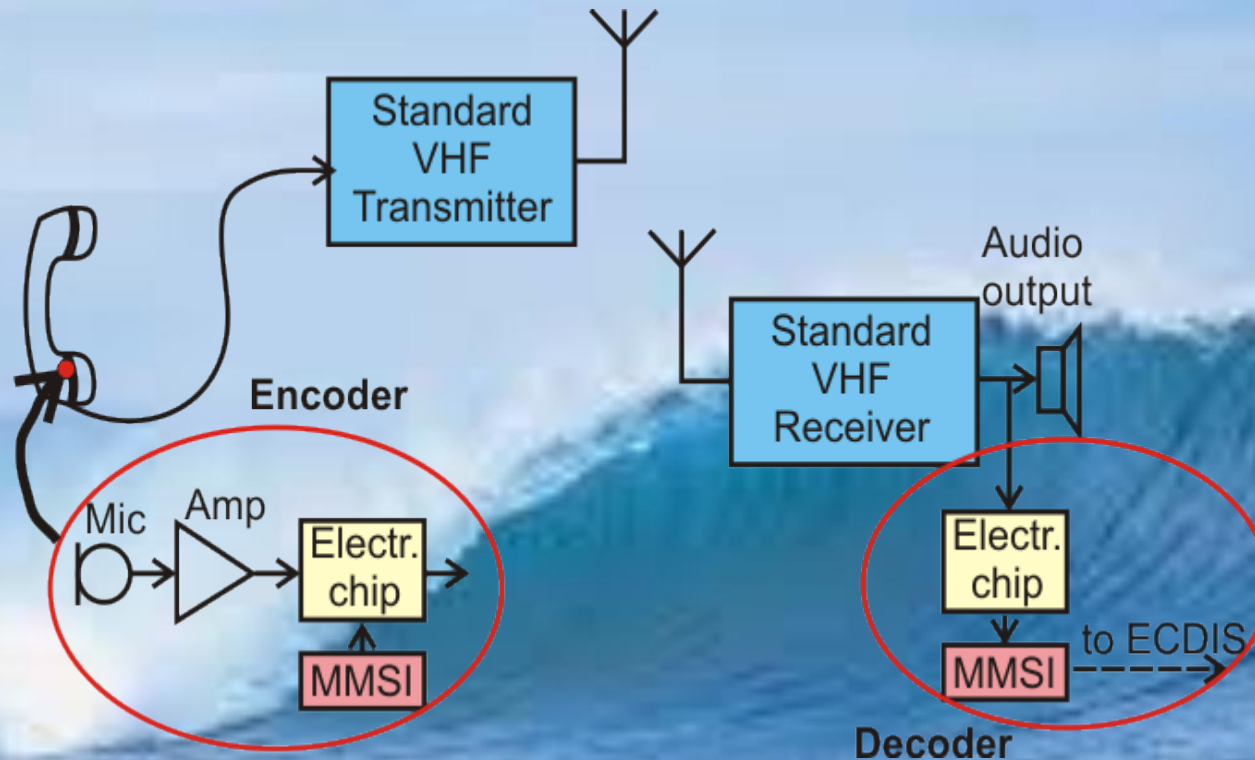 Standard
VHF
Transmitter
Audio
output
Standard
VHF
Receiver
Encoder
Mic
Amp
Electr.
chip
MMSI
Electr.
chip
MMSI
to ECDIS
Decoder